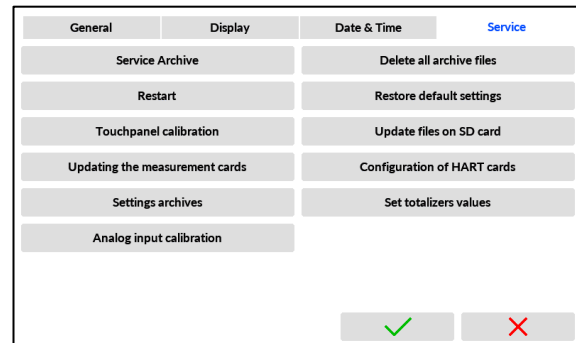 General Display Date & Time Service
Service Archive Delete all archive files
Restart Restore default settings
Touchpanel calibration Update files on SD card
Updating the measurement cards Configuration of HART cards
Settings archives Set totalizers values
Analog input calibration